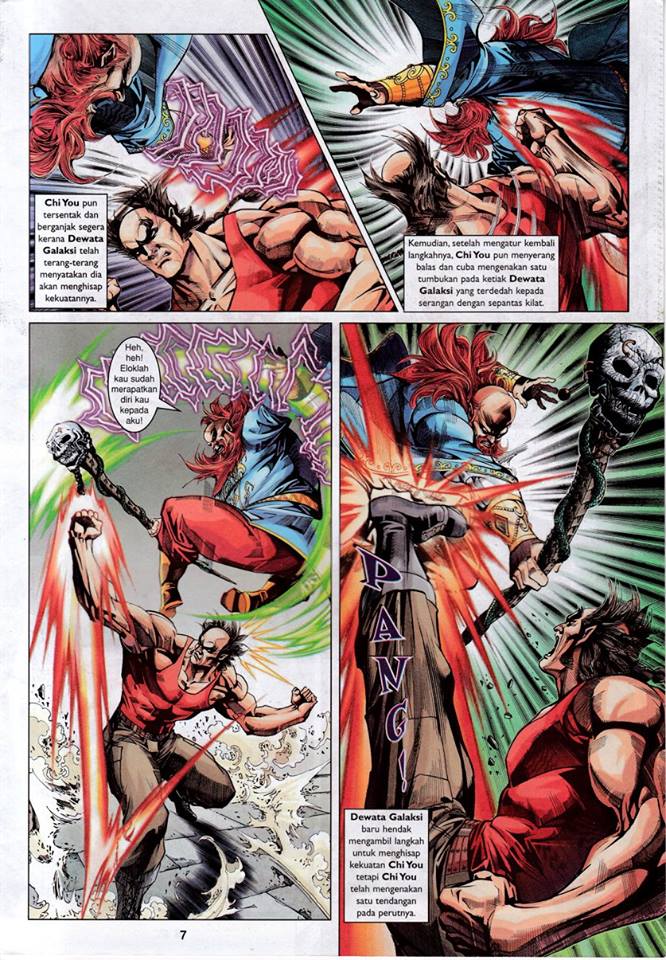 Chi You pun
tersentak dan
berganjak segera
kerana Dewata
Galaksi telah
terang-terang
menyatakan dia
akan menghisap
kekuatannya.
Kemudian, setelah mengatur kembali
langkahnya, Chi You pun menyerang
balas dan cuba mengenakan satu
tumbukan pada ketiak Dewata
Galaksi yang terdedah kepada
serangan dengan sepantas kilat.
Heh,
heh!
Eloklah
kau sudah
merapatkan
diri kau
kepada
aku!
PANG!
Dewata Galaksi
baru hendak
mengambil langkah
untuk menghisap
kekuatan Chi You
tetapi Chi You
telah mengenakan
satu tendangan
pada perutnya.
7